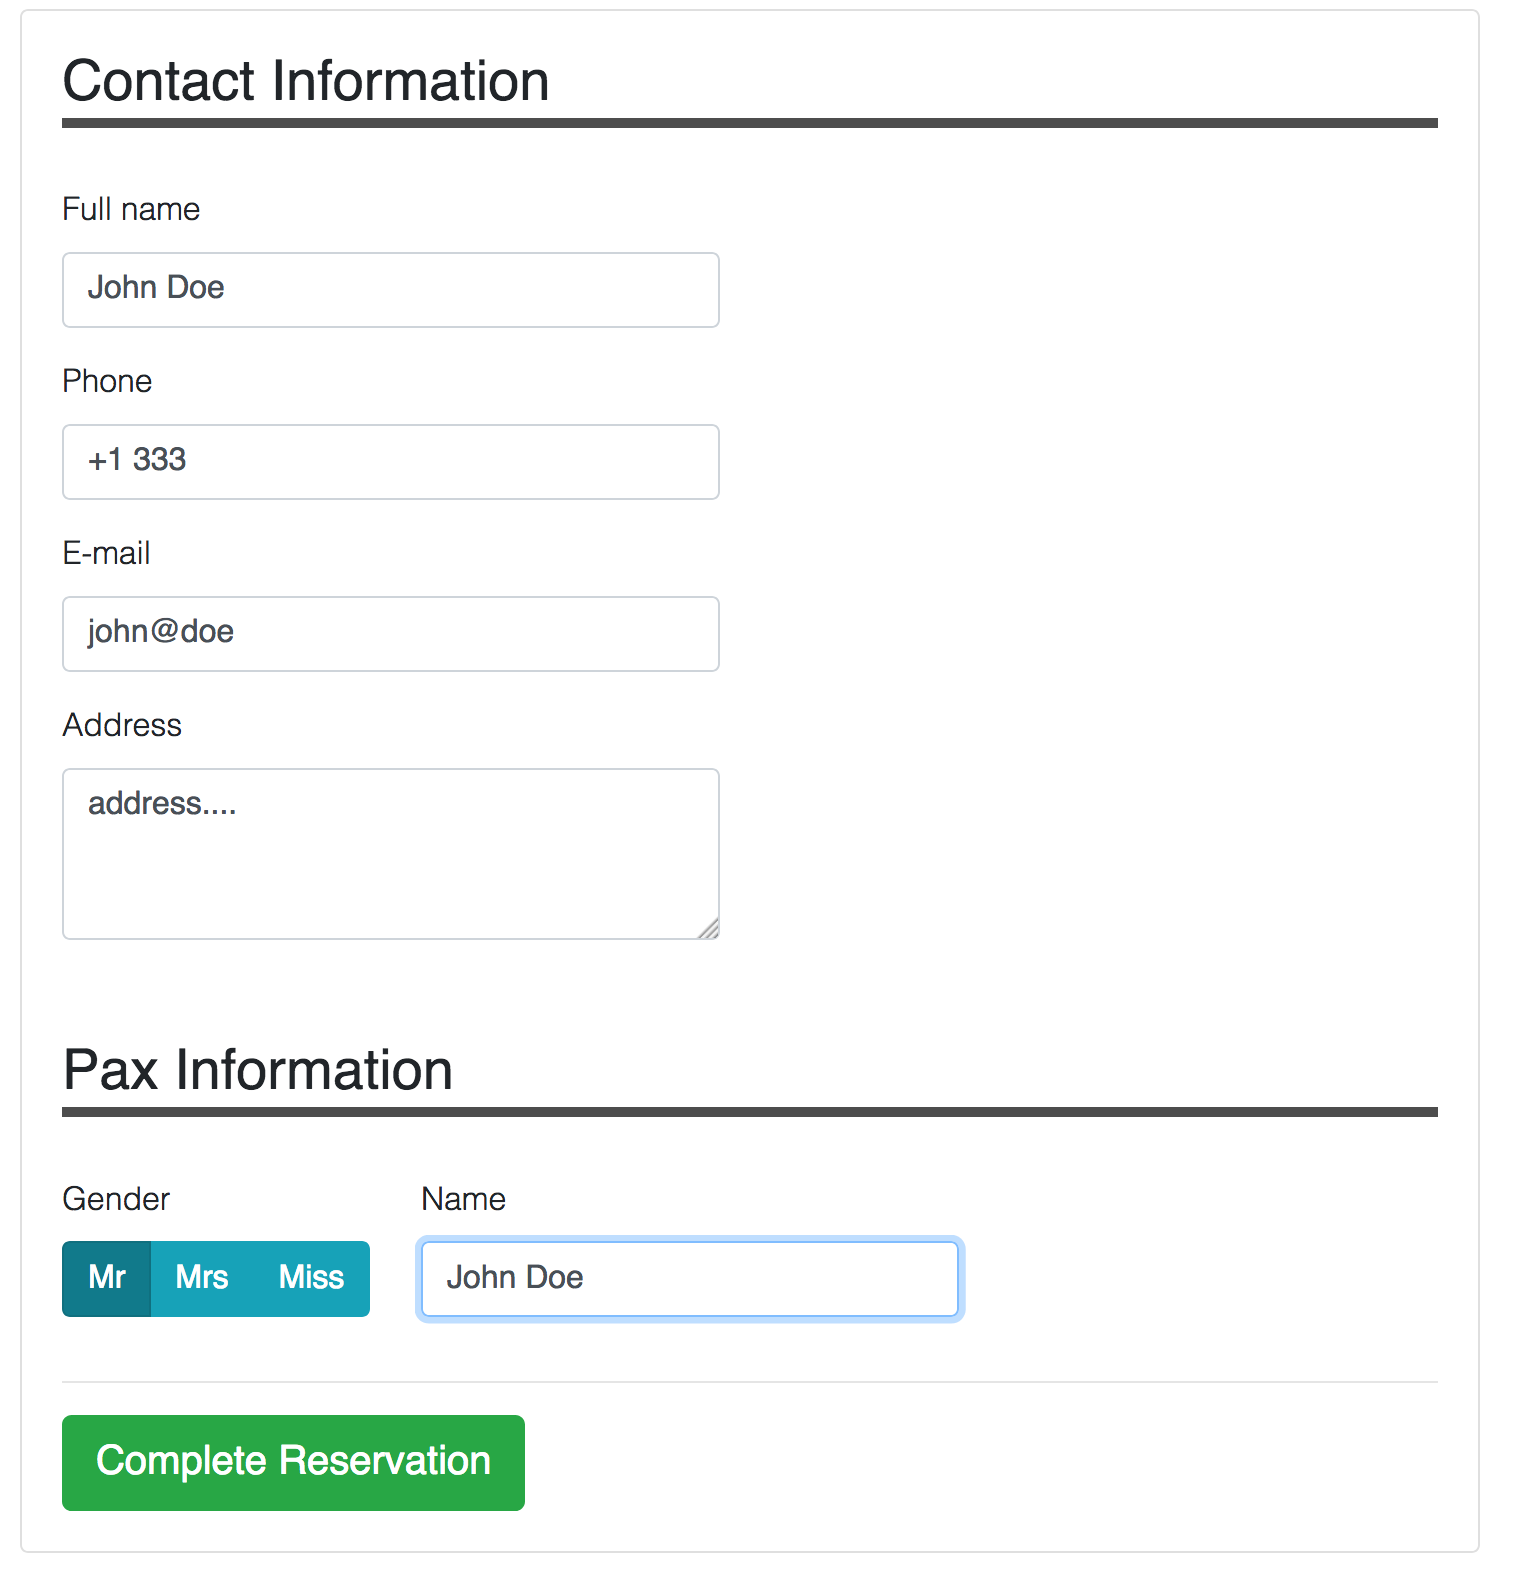 Contact Information
Full name
John Doe
Phone
+1 333
E-mail
john@doe
Address
address....
Pax Information
Gender Name
Mr Mrs Miss John Doe
Complete Reservation